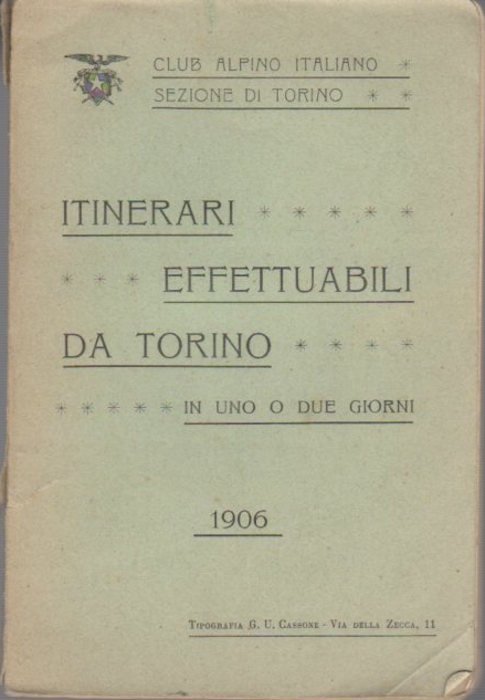 CLUB ALPINO ITALIANO *
SEZIONE DI TORINO * *
ITINERARI * * * * *
* * * EFFETTUABILI
DA TORINO * * * *
* * * * * IN UNO O DUE GIORNI
1906
TIPOGRAFIA G. U. CASSONE - VIA DELLA ZECCA, 11